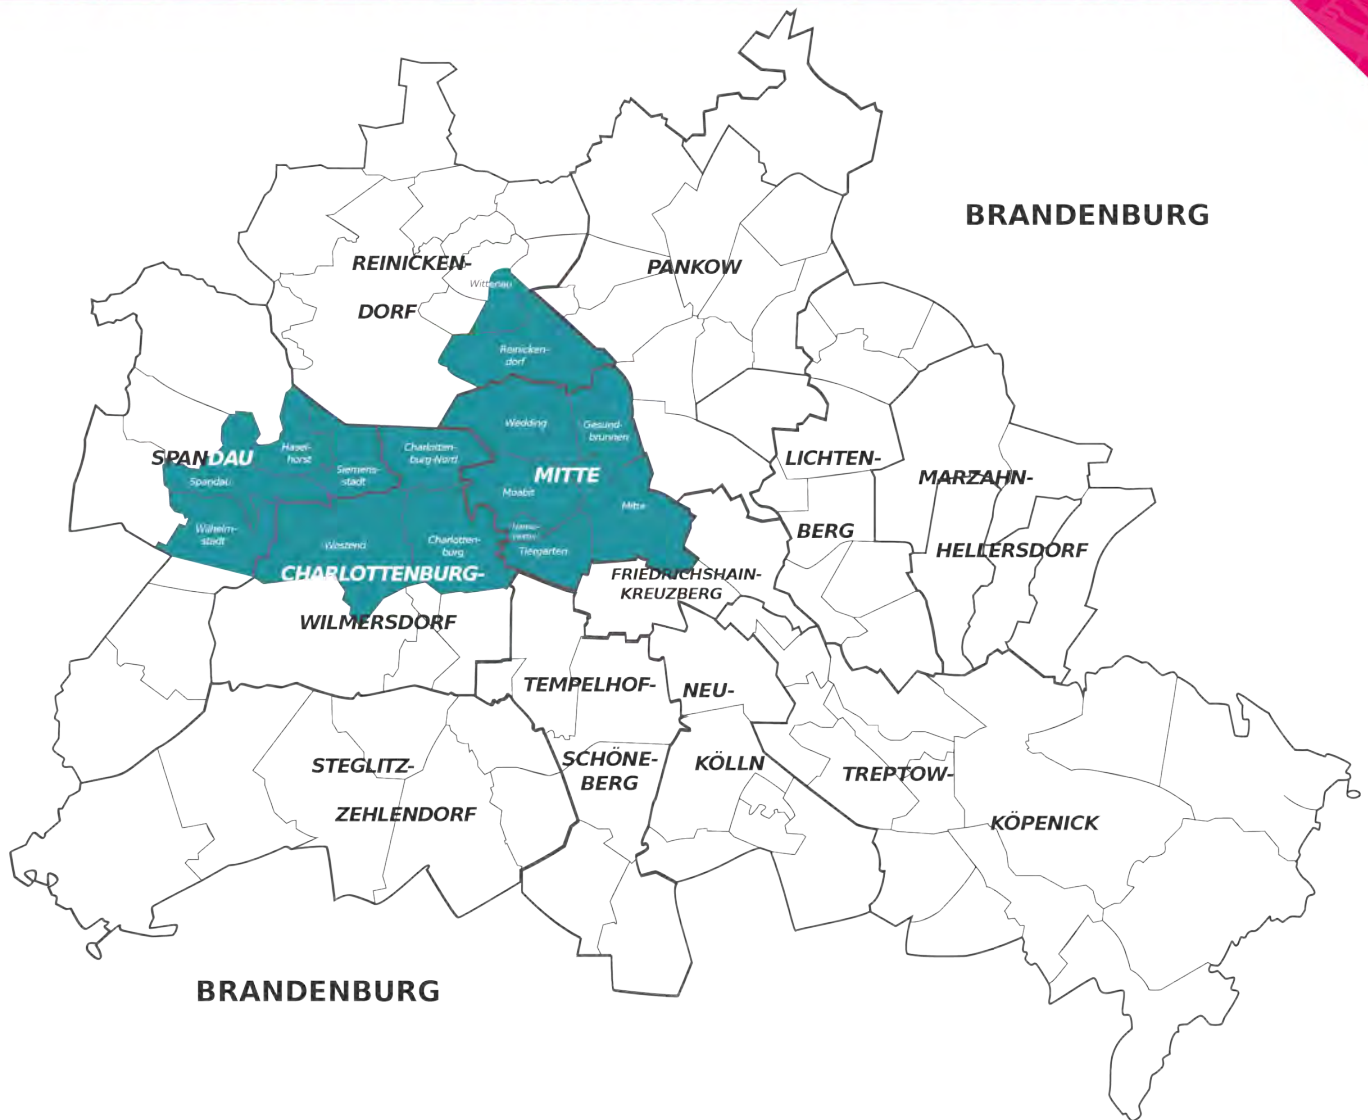 BRANDENBURG
REINICKEN-
DORF
PANKOW
Wittenau
Reinicken-
dorf
Wedding
Gesund-
brunnen
SPANDAU
Hasel-
horst
Siemens-
stadt
Charlotten-
burg-Nord
Spandau
MITTE
Moabit
Mitte
Wilhelm-
stadt
Westend
Charlotten-
burg
Tiergarten
CHARLOTTENBURG-
WILMERSDORF
FRIEDRICHSHAIN-
KREUZBERG
LICHTEN-
BERG
MARZAHN-
HELLERSDORF
TEMPELHOF-
SCHÖNE-
BERG
NEU-
KÖLLN
STEGLITZ-
ZEHLENDORF
TREPTOW-
KÖPENICK
BRANDENBURG